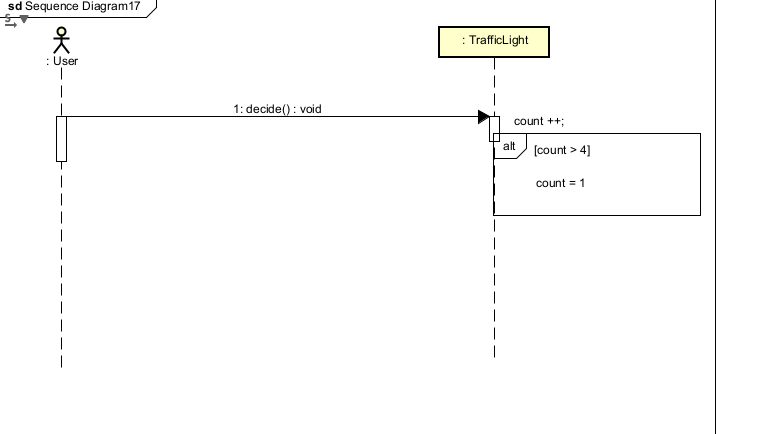 sd Sequence Diagram17
: User
: TrafficLight
1: decide() : void
count ++;
alt
[count > 4]
count = 1